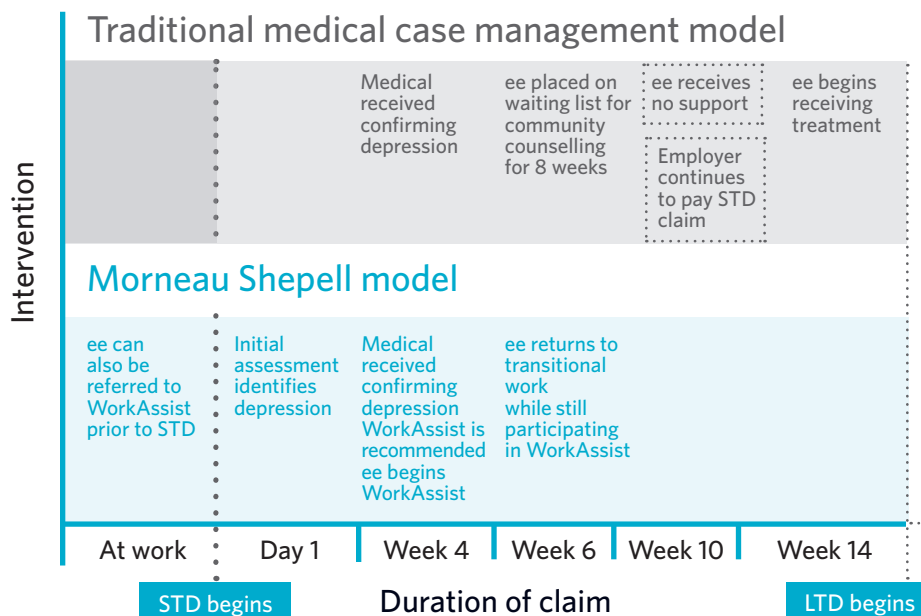 Traditional medical case management model
Medical
received
confirming
depression
ee placed on
waiting list for
community
counselling
for 8 weeks
ee receives
no support
Employer
continues
to pay STD
claim
ee begins
receiving
treatment
Intervention
Morneau Shepell model
ee can
also be
referred to
WorkAssist
prior to STD
Initial
assessment
identifies
depression
Medical
received
confirming
depression
WorkAssist is
recommended
ee begins
WorkAssist
ee returns to
transitional
work
while still
participating
in WorkAssist
At work
Day 1
Week 4
Week 6
Week 10
Week 14
STD begins
Duration of claim
LTD begins